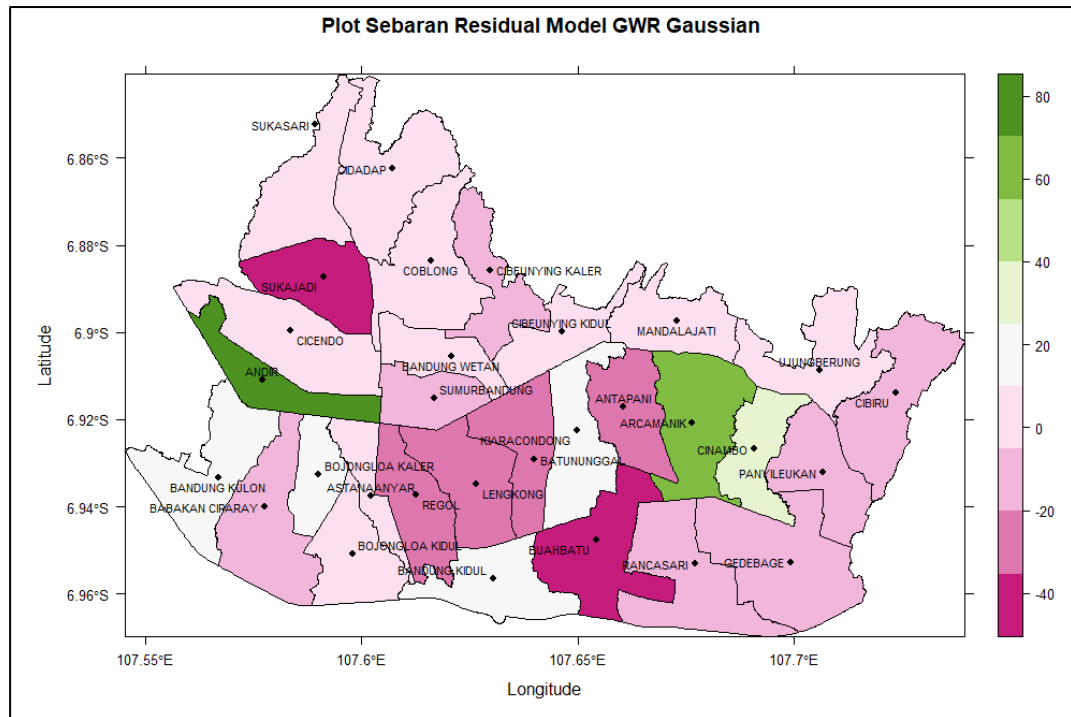 Plot Sebaran Residual Model GWR Gaussian
SUKASARI
CIDADAP
COBLONG
CIBEUNYING KALER
SUKAJADI
CICENDO
CIBEUNYING KIDUL
MANDALAJATI
BANDUNG WETAN
UJUNGBERUNG
ANDIR
SUMURBANDUNG
ANTAPANI
CIBIRU
ARCAMANIK
KIARACONDONG
CINAMBO
BATUNUNGGAL
BOJONGLOA KALER
BANDUNG KULON
ASTANAANYAR
LENGKONG
PANYILEUKAN
BABAKAN CIPARAY
REGOL
BOJONGLOA KIDUL
BUAHBATU
BANDUNG KIDUL
RANCASARI
GEDEBAGE
6.86°S
6.88°S
6.9°S
6.92°S
6.94°S
6.96°S
Latitude
107.55°E
107.6°E
107.65°E
107.7°E
Longitude
80
60
40
20
0
-20
-40